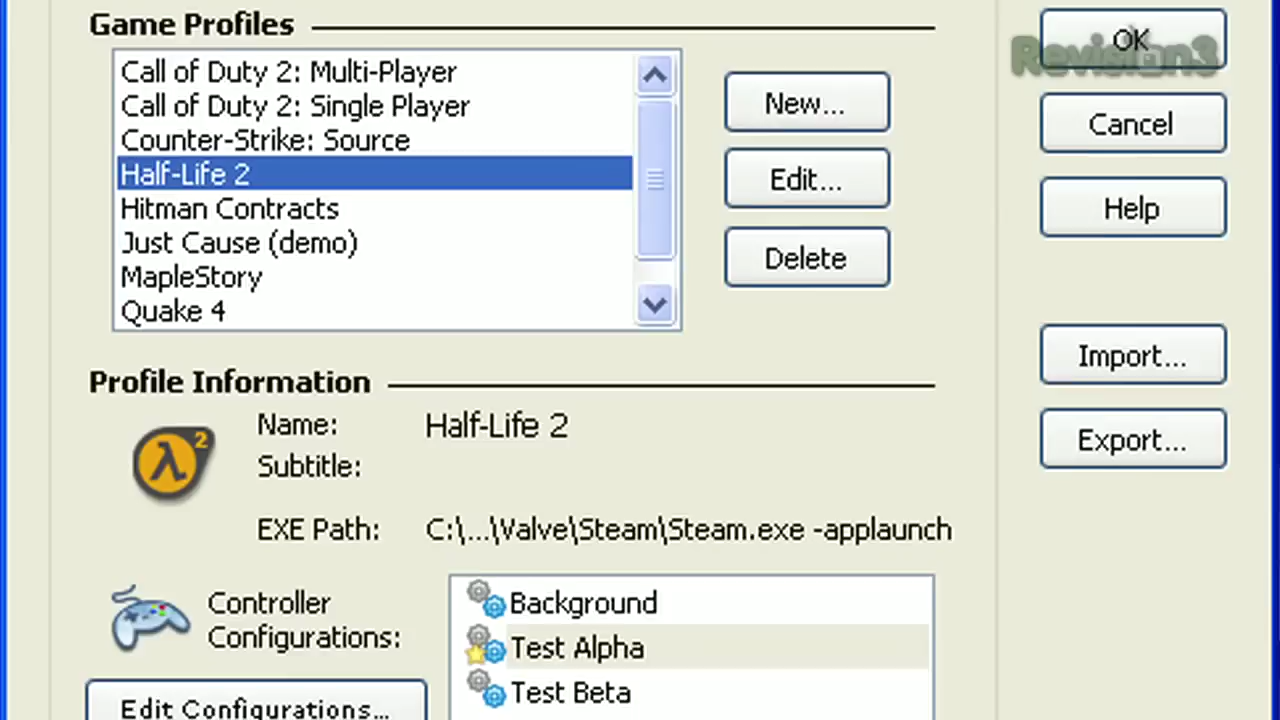 Game Profiles
OK
Revision3
Call of Duty 2: Multi-Player
Call of Duty 2: Single Player
Counter-Strike: Source
Half-Life 2
Hitman Contracts
Just Cause (demo)
MapleStory
Quake 4
New...
Edit...
Delete
Cancel
Help
Import...
Export...
Profile Information
λ2
Name: Half-Life 2
Subtitle:
EXE Path: C:\...\Valve\Steam\Steam.exe -applaunch
Controller
Configurations:
Background
Test Alpha
Test Beta
Edit Configurations...